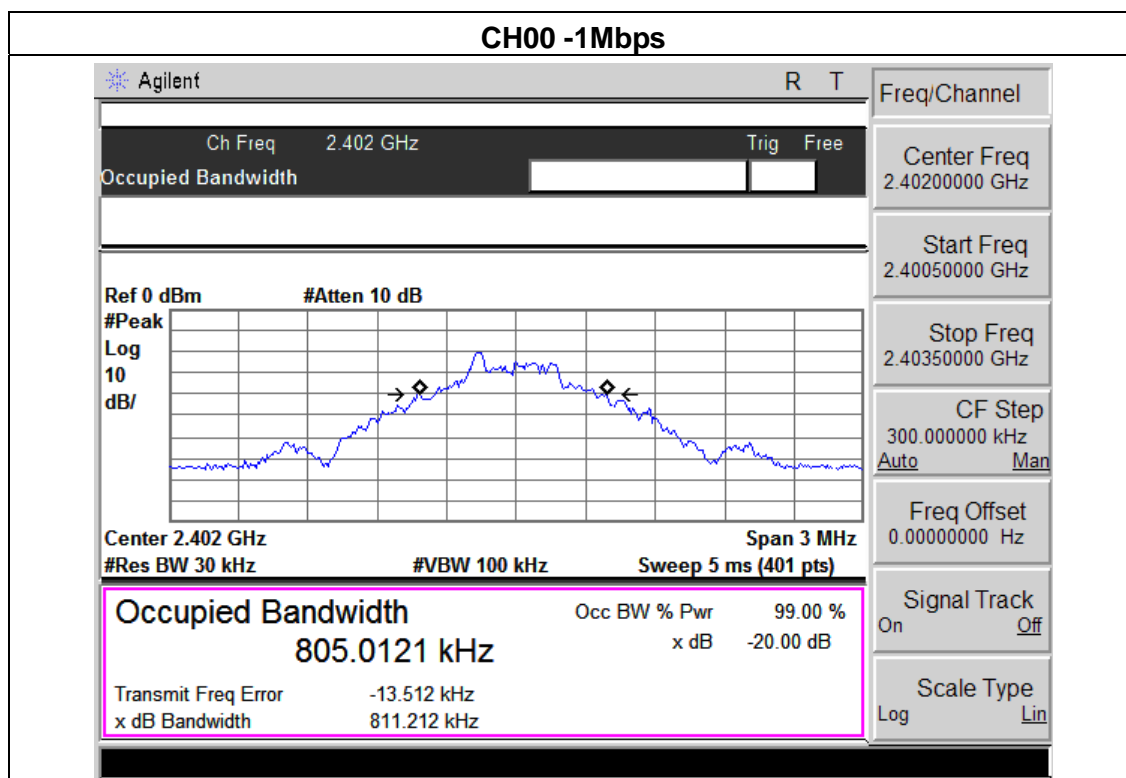 CH00 -1Mbps
Agilent R T
Freq/Channel
Ch Freq 2.402 GHz Trig Free
Occupied Bandwidth
Center Freq
2.40200000 GHz
Start Freq
2.40050000 GHz
Ref 0 dBm #Atten 10 dB
#Peak
Log
10
dB/
Stop Freq
2.40350000 GHz
CF Step
300.000000 kHz
Auto Man
Center 2.402 GHz Span 3 MHz
#Res BW 30 kHz #VBW 100 kHz Sweep 5 ms (401 pts)
Freq Offset
0.00000000 Hz
Occupied Bandwidth Occ BW % Pwr 99.00 %
805.0121 kHz x dB -20.00 dB
Transmit Freq Error -13.512 kHz
x dB Bandwidth 811.212 kHz
Signal Track
On Off
Scale Type
Log Lin